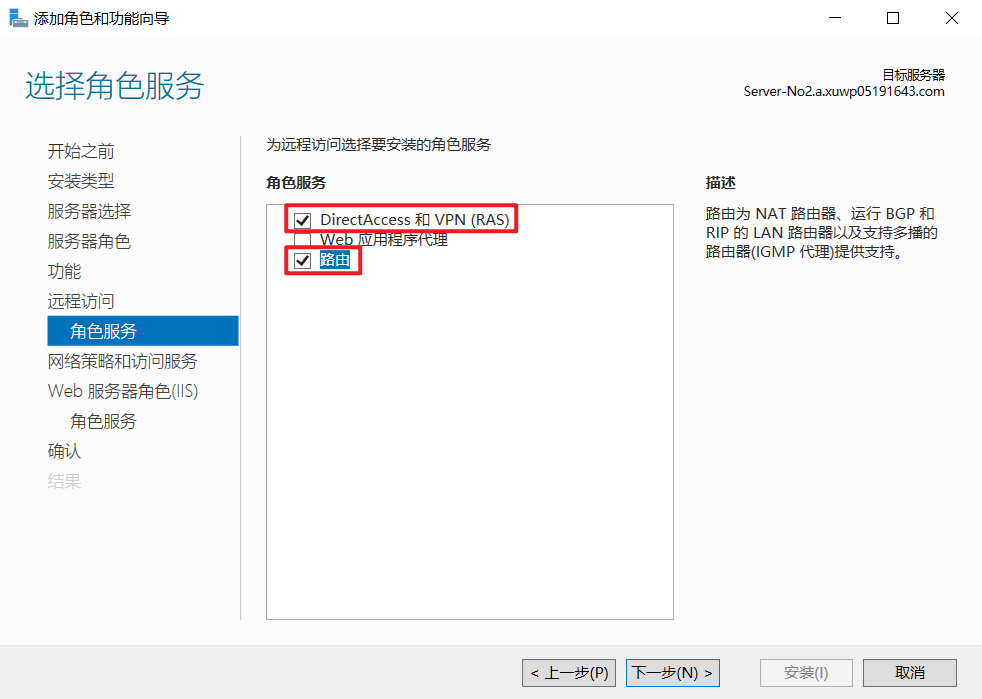 添加角色和功能向导
选择角色服务
目标服务器
Server-No2.a.xuwp05191643.com
开始之前
安装类型
服务器选择
服务器角色
功能
远程访问
角色服务
网络策略和访问服务
Web 服务器角色(IIS)
角色服务
确认
结果
为远程访问选择要安装的角色服务
角色服务
DirectAccess 和 VPN (RAS)
Web 应用程序代理
路由
描述
路由为 NAT 路由器、运行 BGP 和
RIP 的 LAN 路由器以及支持多播的
路由器(IGMP 代理)提供支持。
< 上一步(P)
下一步(N) >
安装(I)
取消